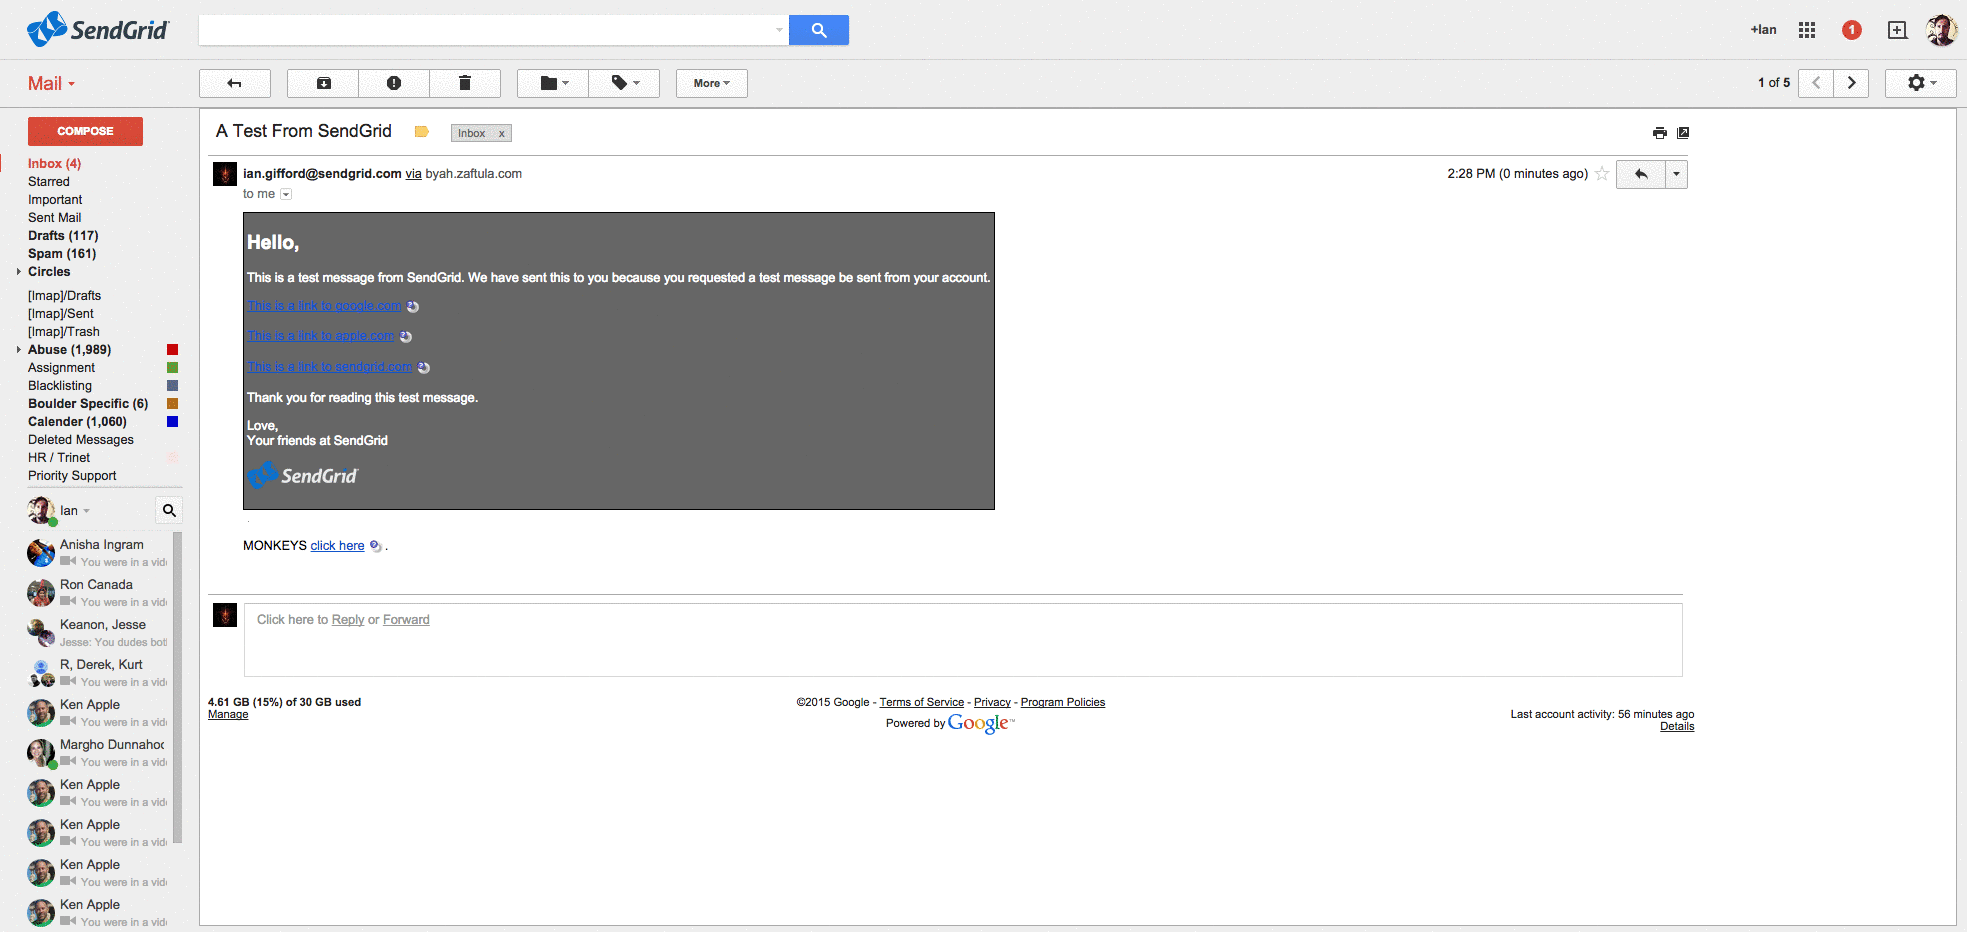 SendGrid
+Ian
1
Mail
More
1 of 5
COMPOSE
Inbox (4)
Starred
Important
Sent Mail
Drafts (117)
Spam (161)
Circles
[Imap]/Drafts
[Imap]/Sent
[Imap]/Trash
Abuse (1,989)
Assignment
Blacklisting
Boulder Specific (6)
Calender (1,060)
Deleted Messages
HR / Trinet
Priority Support
Ian
Anisha Ingram
You were in a vid
Ron Canada
You were in a vid
Keanon, Jesse
Jesse: You dudes bot
R, Derek, Kurt
You were in a vid
Ken Apple
You were in a vid
Margho Dunnahoo
You were in a vid
Ken Apple
You were in a vid
Ken Apple
You were in a vid
Ken Apple
You were in a vid
Ken Apple
You were in a vid
A Test From SendGrid
Inbox x
ian.gifford@sendgrid.com via byah.zaftula.com
2:28 PM (0 minutes ago)
to me
Hello,
This is a test message from SendGrid. We have sent this to you because you requested a test message be sent from your account.
This is a link to google.com
This is a link to apple.com
This is a link to sendgrid.com
Thank you for reading this test message.
Love,
Your friends at SendGrid
SendGrid
MONKEYS click here .
Click here to Reply or Forward
4.61 GB (15%) of 30 GB used
Manage
©2015 Google - Terms of Service - Privacy - Program Policies
Powered by Google™
Last account activity: 56 minutes ago
Details